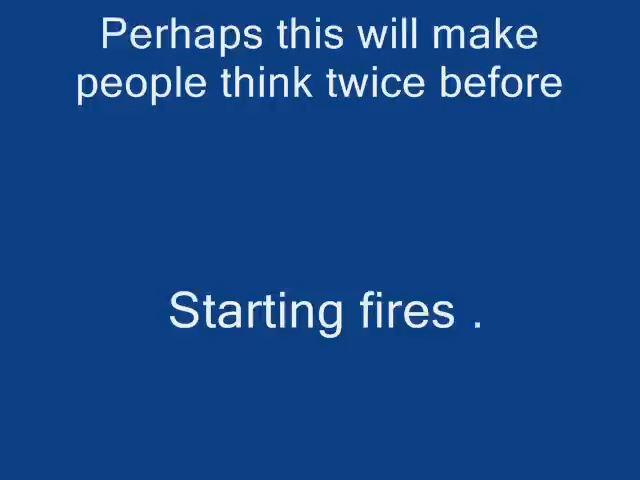 Perhaps this will make
people think twice before
Starting fires .